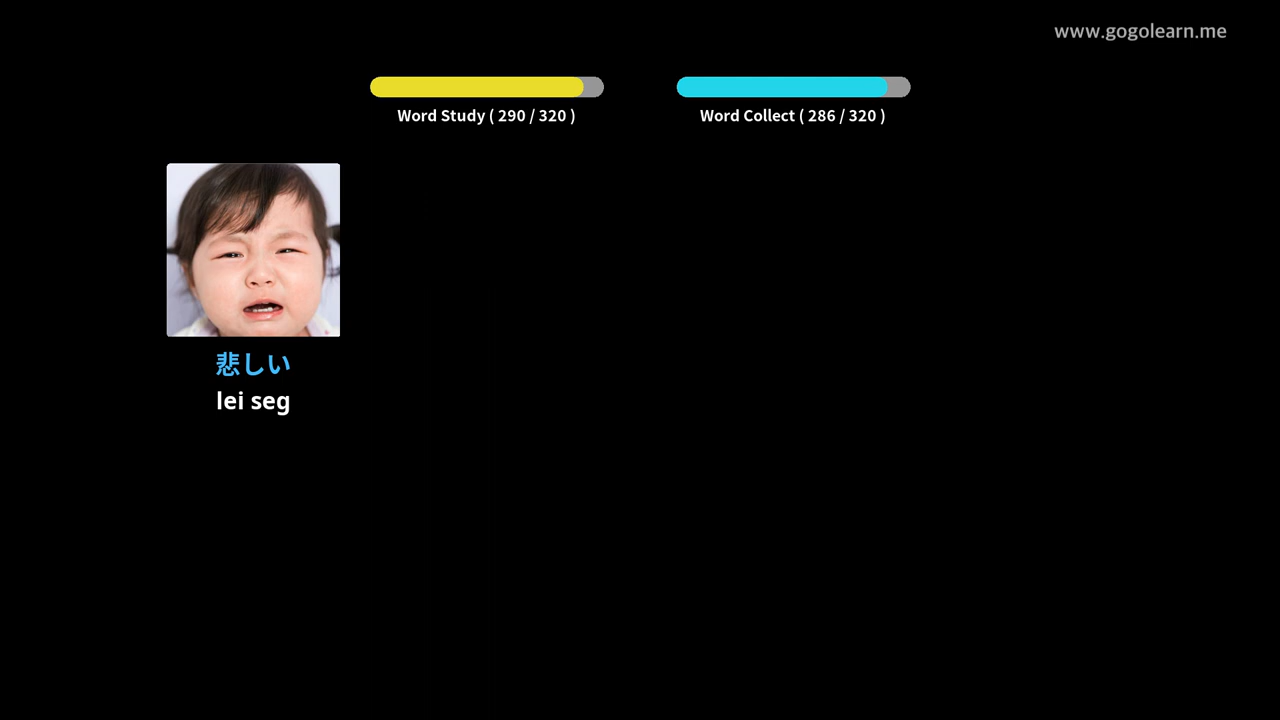 www.gogolearn.me
Word Study ( 290 / 320 )
Word Collect ( 286 / 320 )
悲しい
lei seg